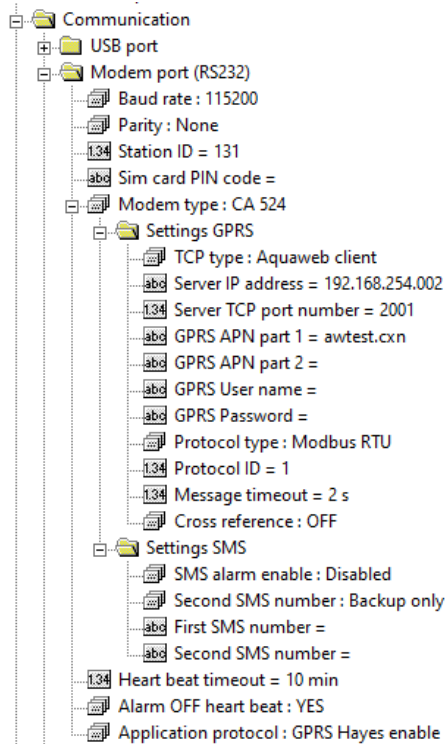 Communication
USB port
Modem port (RS232)
Baud rate : 115200
Parity : None
1.34 Station ID = 131
abc Sim card PIN code =
Modem type : CA 524
Settings GPRS
TCP type : Aquaweb client
abc Server IP address = 192.168.254.002
1.34 Server TCP port number = 2001
abc GPRS APN part 1 = awtest.cxn
abc GPRS APN part 2 =
abc GPRS User name =
abc GPRS Password =
Protocol type : Modbus RTU
1.34 Protocol ID = 1
1.34 Message timeout = 2 s
Cross reference : OFF
Settings SMS
SMS alarm enable : Disabled
Second SMS number : Backup only
abc First SMS number =
abc Second SMS number =
1.34 Heart beat timeout = 10 min
Alarm OFF heart beat : YES
Application protocol : GPRS Hayes enable